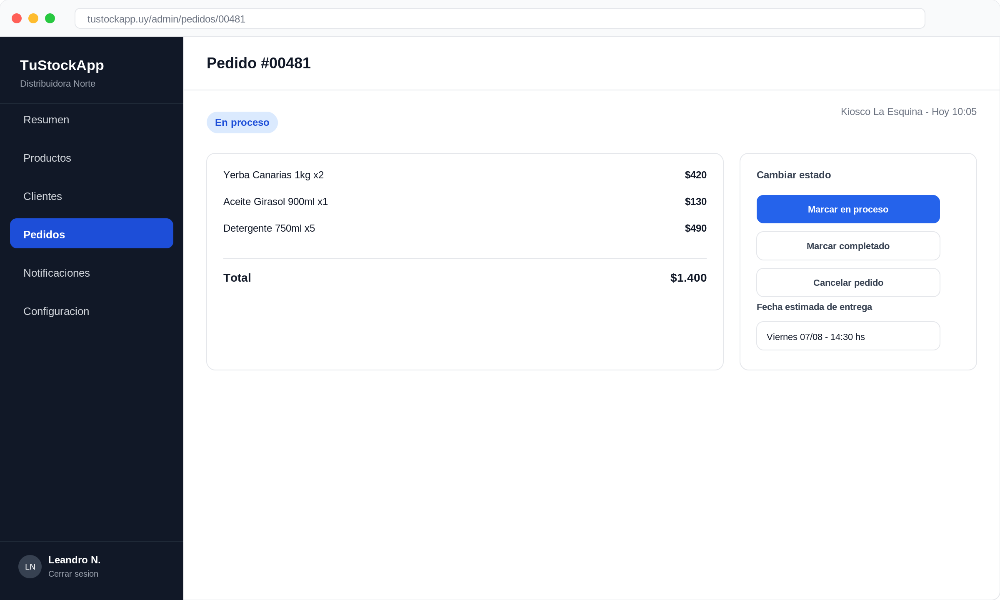 tustockapp.uy/admin/pedidos/00481
TuStockApp
Distribuidora Norte
Resumen
Productos
Clientes
Pedidos
Notificaciones
Configuracion
LN
Leandro N.
Cerrar sesion
Pedido #00481
En proceso
Kiosco La Esquina - Hoy 10:05
Yerba Canarias 1kg x2 $420
Aceite Girasol 900ml x1 $130
Detergente 750ml x5 $490
Total $1.400
Cambiar estado
Marcar en proceso
Marcar completado
Cancelar pedido
Fecha estimada de entrega
Viernes 07/08 - 14:30 hs